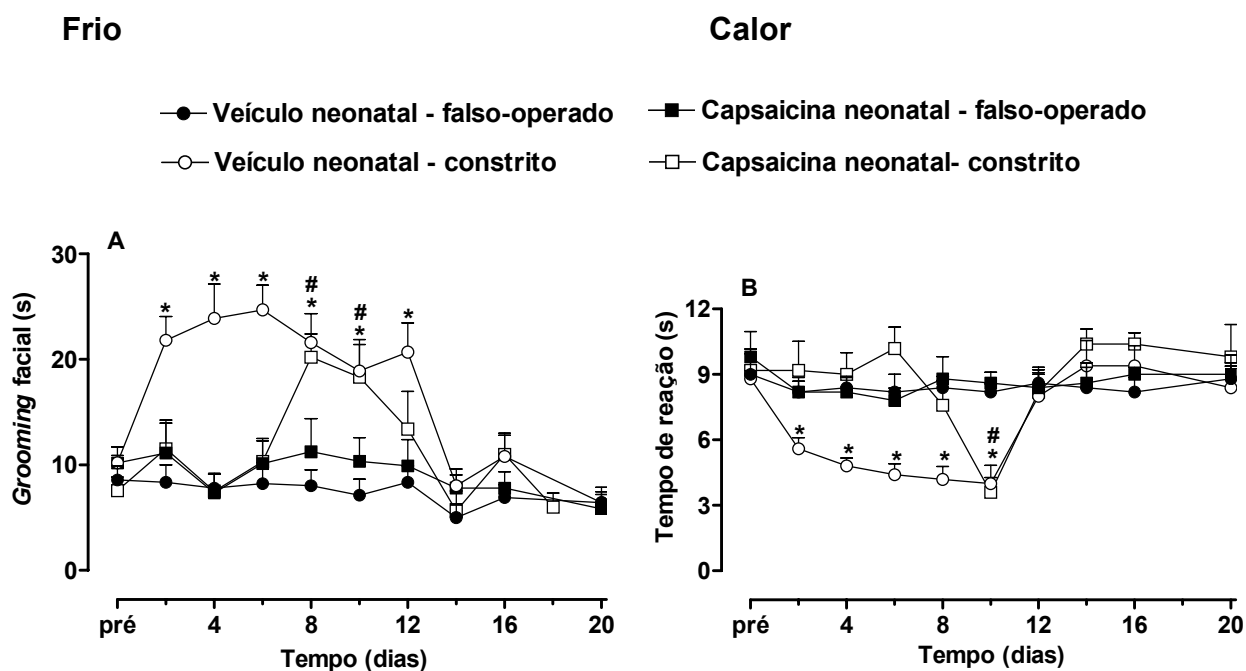 Frio
Calor
Veículo neonatal - falso-operado
Capsaicina neonatal - falso-operado
Veículo neonatal - constrito
Capsaicina neonatal- constrito
A
30
20
10
0
Grooming facial (s)
* * * # * # * *
pré 4 8 12 16 20
Tempo (dias)
B
12
9
6
3
0
Tempo de reação (s)
* * * * # *
pré 4 8 12 16 20
Tempo (dias)